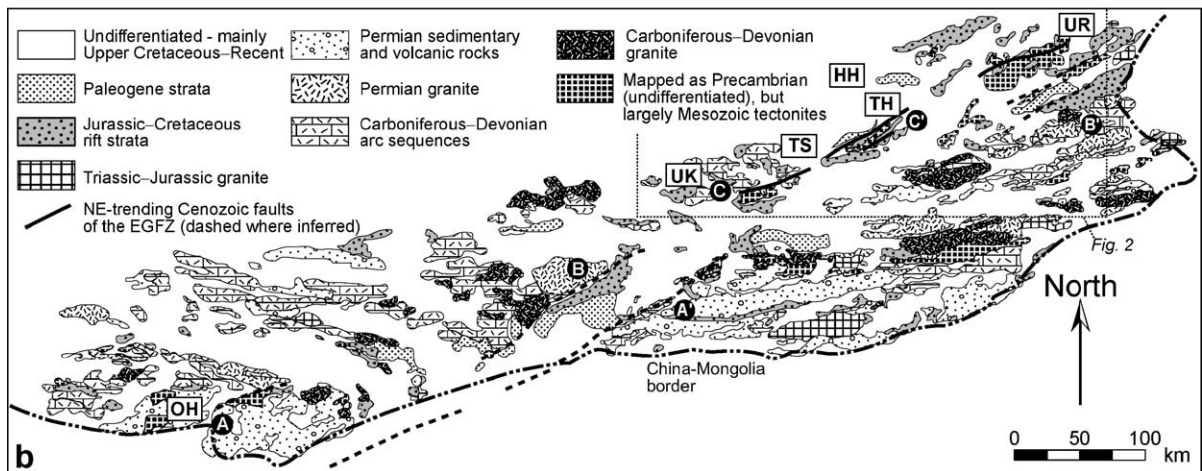 Undifferentiated - mainly
Upper Cretaceous–Recent
Paleogene strata
Jurassic–Cretaceous
rift strata
Triassic–Jurassic granite
NE-trending Cenozoic faults
of the EGFZ (dashed where inferred)
Permian sedimentary
and volcanic rocks
Permian granite
Carboniferous–Devonian
arc sequences
Carboniferous–Devonian
granite
Mapped as Precambrian
(undifferentiated), but
largely Mesozoic tectonites
UR
HH
TH
C'
B'
TS
UK
C
Fig. 2
B
A'
North
China-Mongolia
border
OH
A
b
0 50 100
km